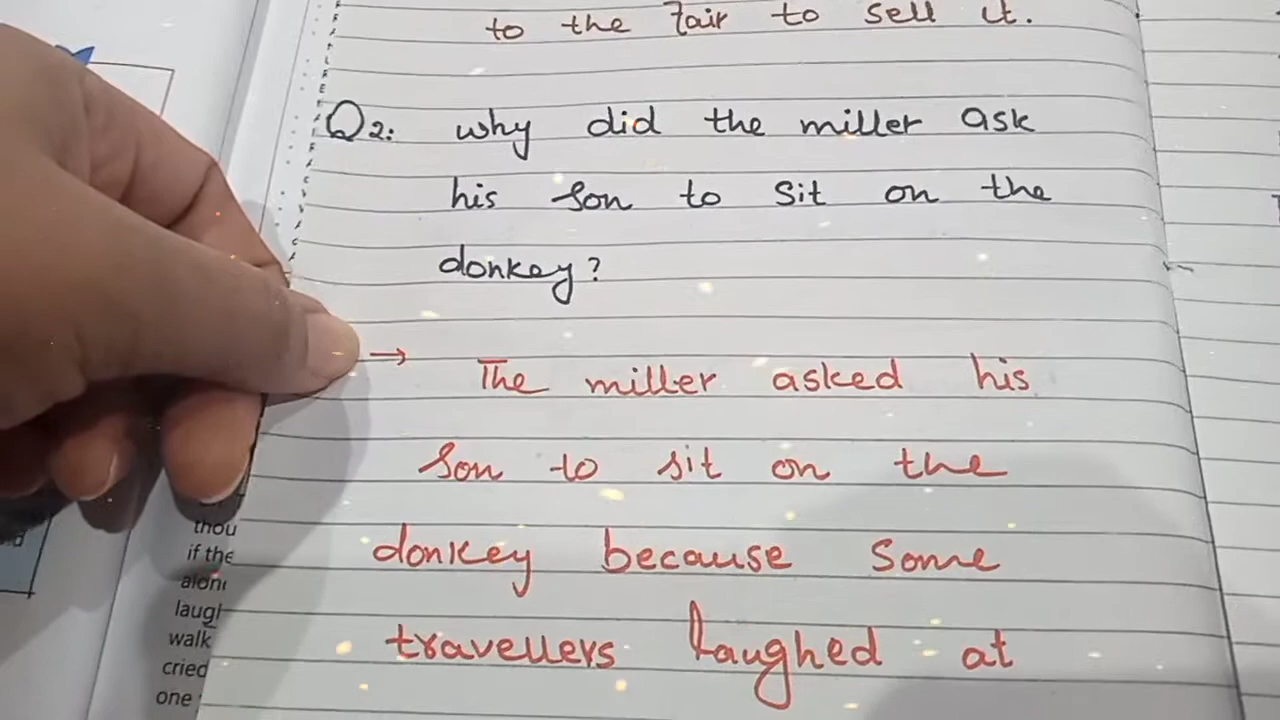 to the fair to sell it.
Q2: why did the miller ask
his son to sit on the
donkey?
→ The miller asked his
son to sit on the
donkey because some
travellers laughed at
thou
if the
alon
laug
walk
cried
one